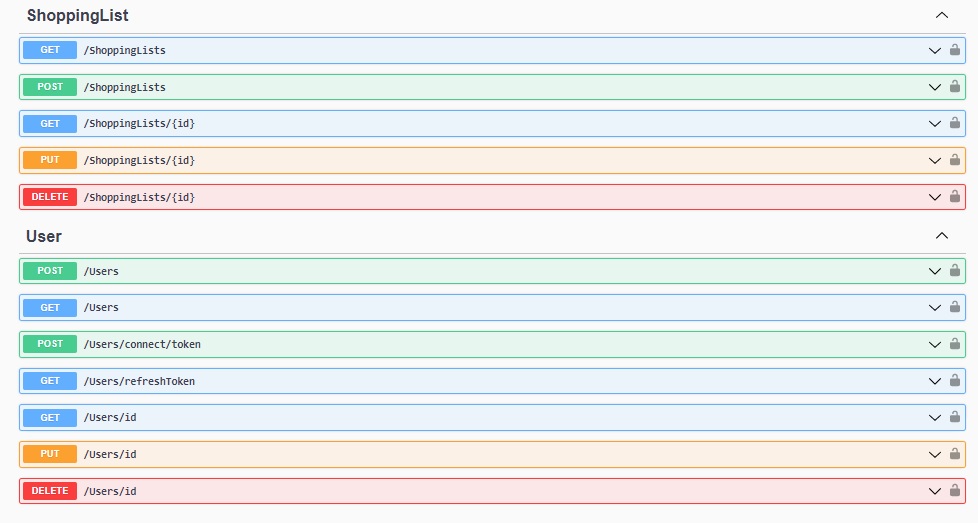 ShoppingList
GET /ShoppingLists
POST /ShoppingLists
GET /ShoppingLists/{id}
PUT /ShoppingLists/{id}
DELETE /ShoppingLists/{id}
User
POST /Users
GET /Users
POST /Users/connect/token
GET /Users/refreshToken
GET /Users/id
PUT /Users/id
DELETE /Users/id